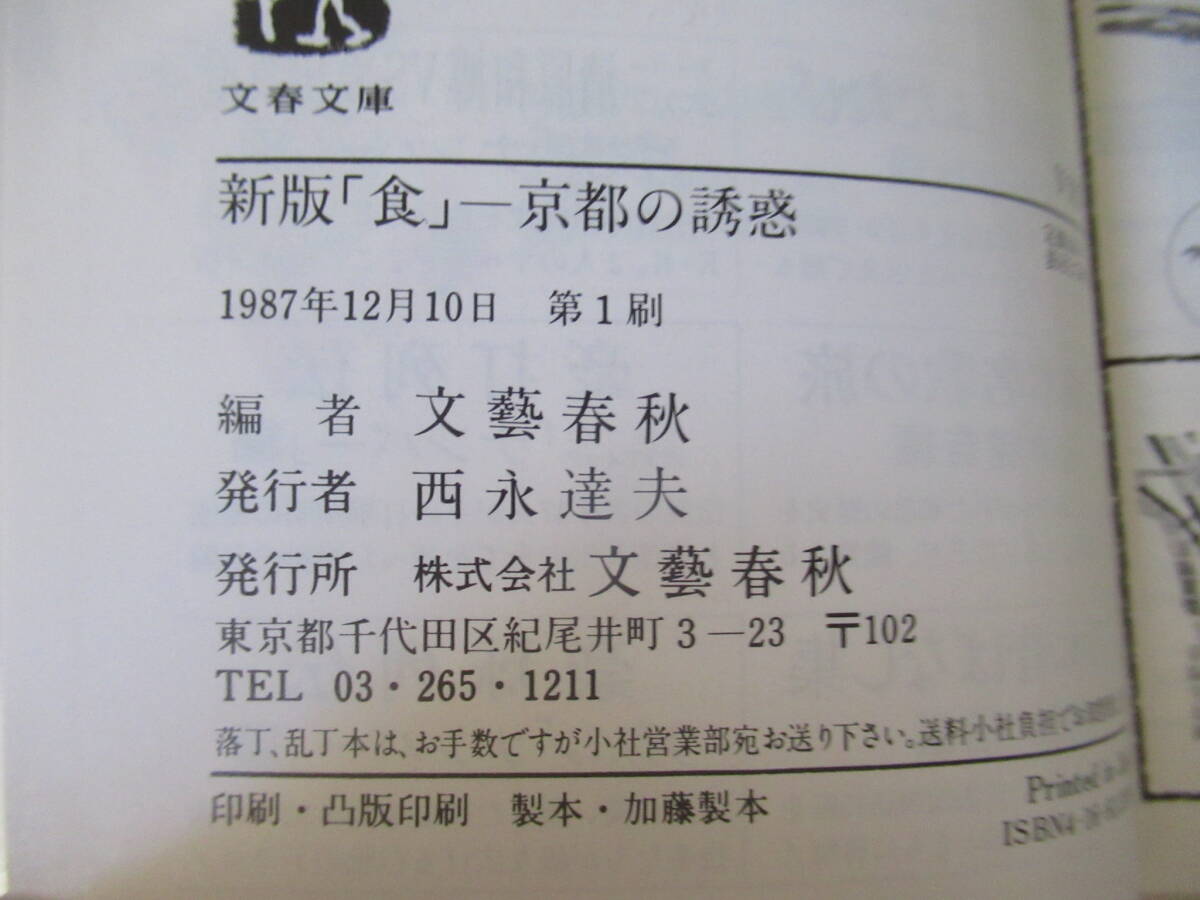 文春文庫
新版「食」―京都の誘惑
1987年12月10日 第1刷
編者 文藝春秋
発行者 西永達夫
発行所 株式会社 文藝春秋
東京都千代田区紀尾井町3―23 〒102
TEL 03・265・1211
落丁、乱丁本は、お手数ですが小社営業部宛お送り下さい。送料小社負担でお
印刷・凸版印刷 製本・加藤製本
Printed in
ISBN4-16-